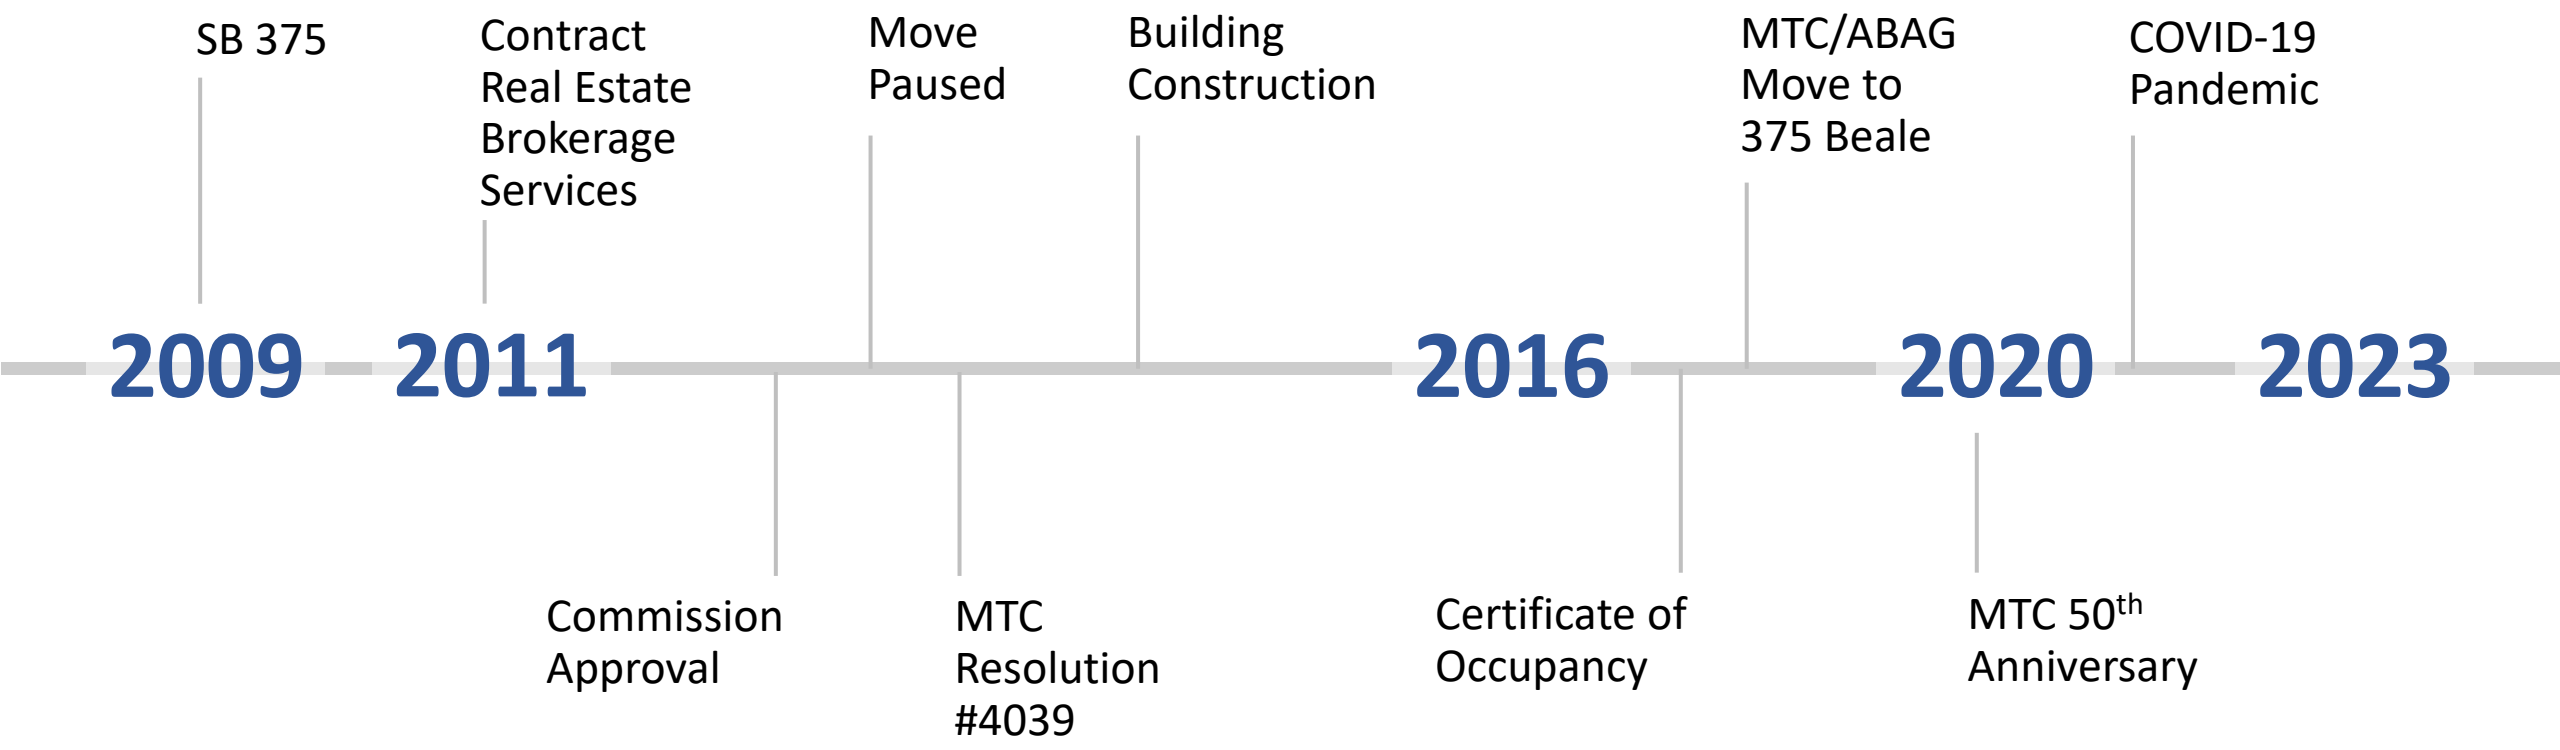 SB 375
Contract
Real Estate
Brokerage
Services
Move
Paused
Building
Construction
MTC/ABAG
Move to
375 Beale
COVID-19
Pandemic
2009
2011
2016
2020
2023
Commission
Approval
MTC
Resolution
#4039
Certificate of
Occupancy
MTC 50th
Anniversary